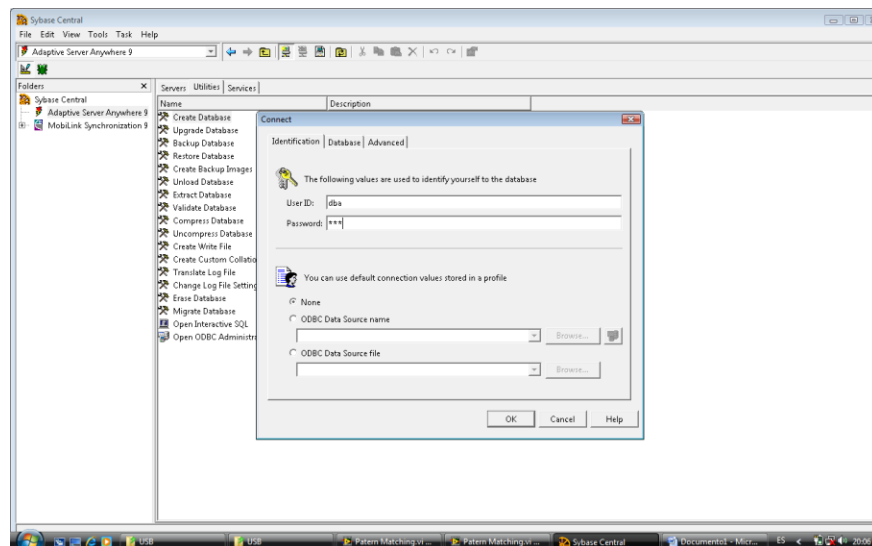 Sybase Central
File Edit View Tools Task Help
Adaptive Server Anywhere 9
Folders
Sybase Central
Adaptive Server Anywhere 9
MobiLink Synchronization 9
Servers Utilities Services
Name Description
Create Database
Upgrade Database
Backup Database
Restore Database
Create Backup Images
Unload Database
Extract Database
Validate Database
Compress Database
Uncompress Database
Create Write File
Create Custom Collatio
Translate Log File
Change Log File Setting
Erase Database
Migrate Database
Open Interactive SQL
Open ODBC Administr
Connect
Identification Database Advanced
The following values are used to identify yourself to the database
User ID: dba
Password: ***
You can use default connection values stored in a profile
None
ODBC Data Source name
Browse...
ODBC Data Source file
Browse...
OK Cancel Help
USB USB Patern Matching.vi ... Patern Matching.vi ... Sybase Central Documento1 - Micr... ES 20:06